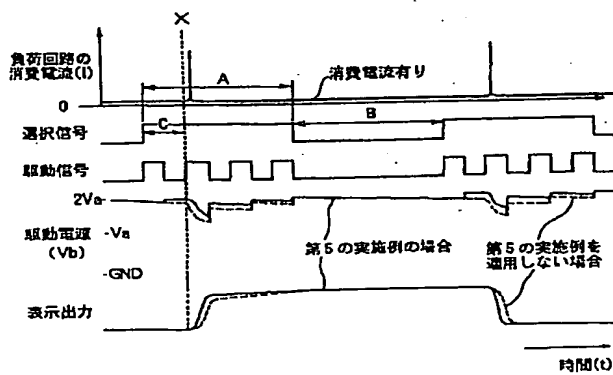 X
負荷回路の
消費電流(I)
A
消費電流有り
0
C
B
選択信号
駆動信号
2Va
駆動電源
(Vb)
-Va
第5の実施例の場合
第5の実施例を
適用しない場合
-GND
表示出力
時間(t)